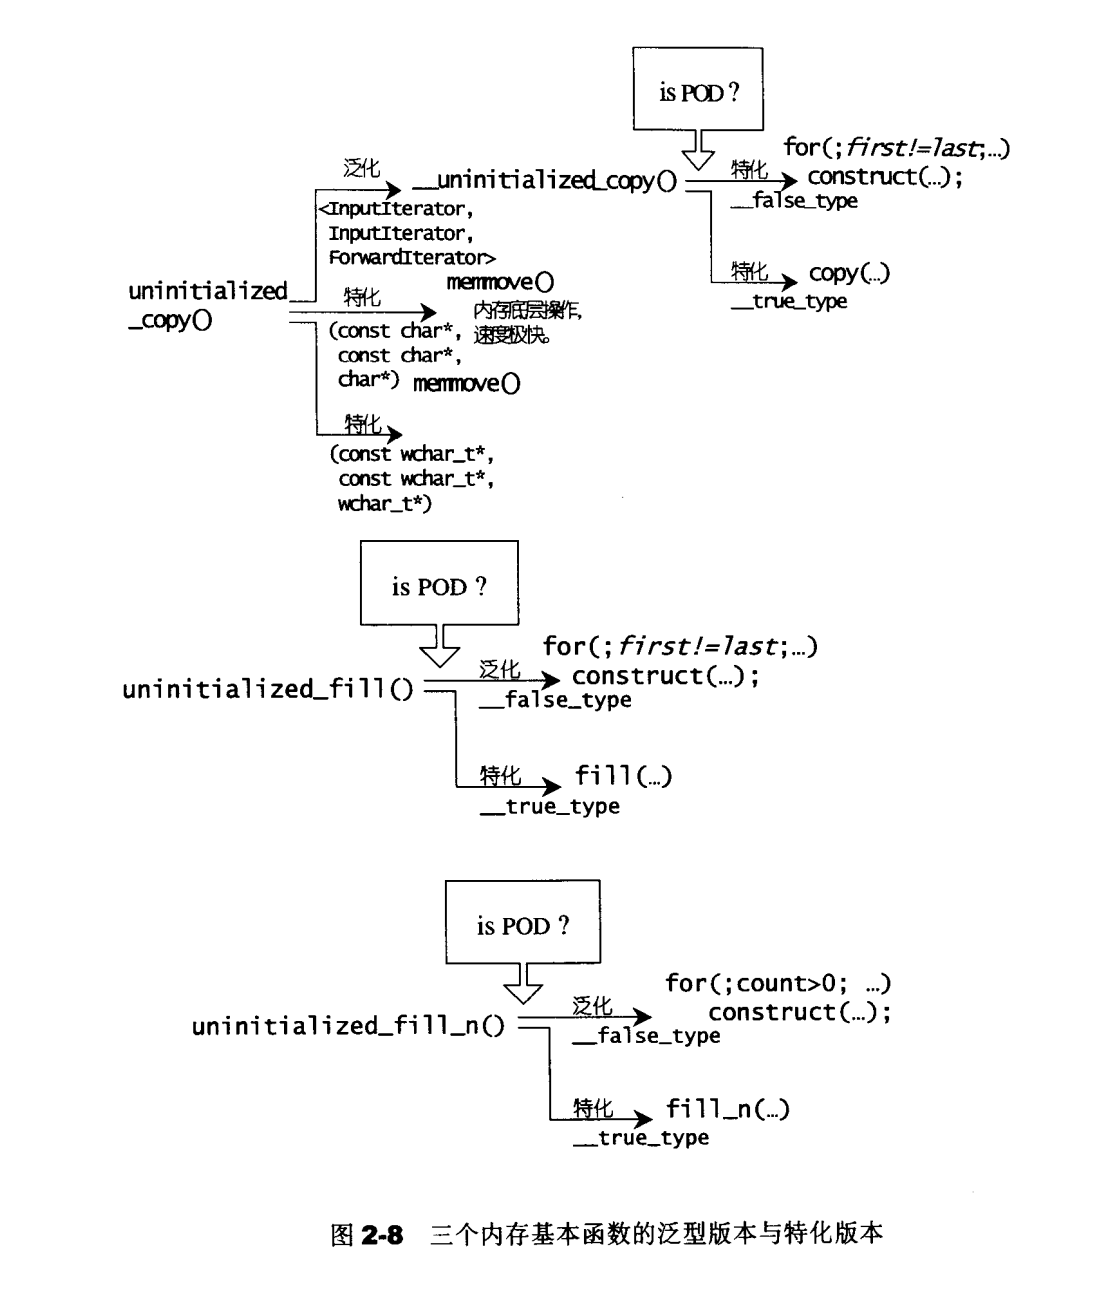 is POD ?
for(;first!=last;…)
泛化
特化
__uninitialized_copy()
construct(…);
__false_type
<InputIterator,
InputIterator,
ForwardIterator>
特化
copy(…)
__true_type
memmove()
uninitialized
_copy()
特化
内存底层操作,
速度极快。
(const char*,
const char*,
char*)
memmove()
特化
(const wchar_t*,
const wchar_t*,
wchar_t*)
is POD ?
for(;first!=last;…)
泛化
construct(…);
uninitialized_fill()
__false_type
特化
fill(…)
__true_type
is POD ?
for(;count>0; …)
泛化
construct(…);
uninitialized_fill_n()
__false_type
特化
fill_n(…)
__true_type
图 2-8 三个内存基本函数的泛型版本与特化版本